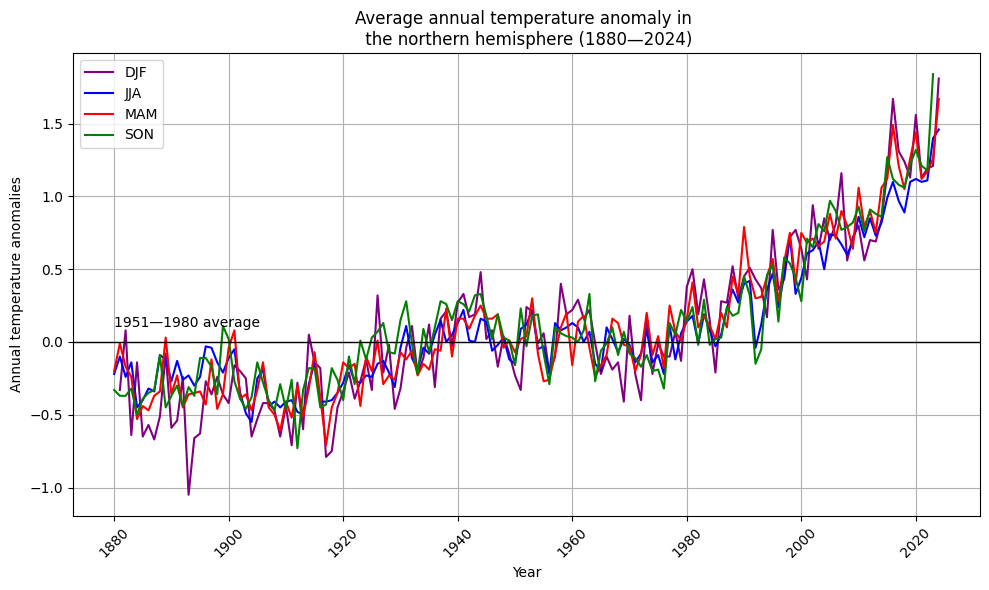 Average annual temperature anomaly in
the northern hemisphere (1880—2024)
DJF
JJA
MAM
SON
1951—1980 average
Annual temperature anomalies
1.5
1.0
0.5
0.0
−0.5
−1.0
1880
1900
1920
1940
1960
1980
2000
2020
Year